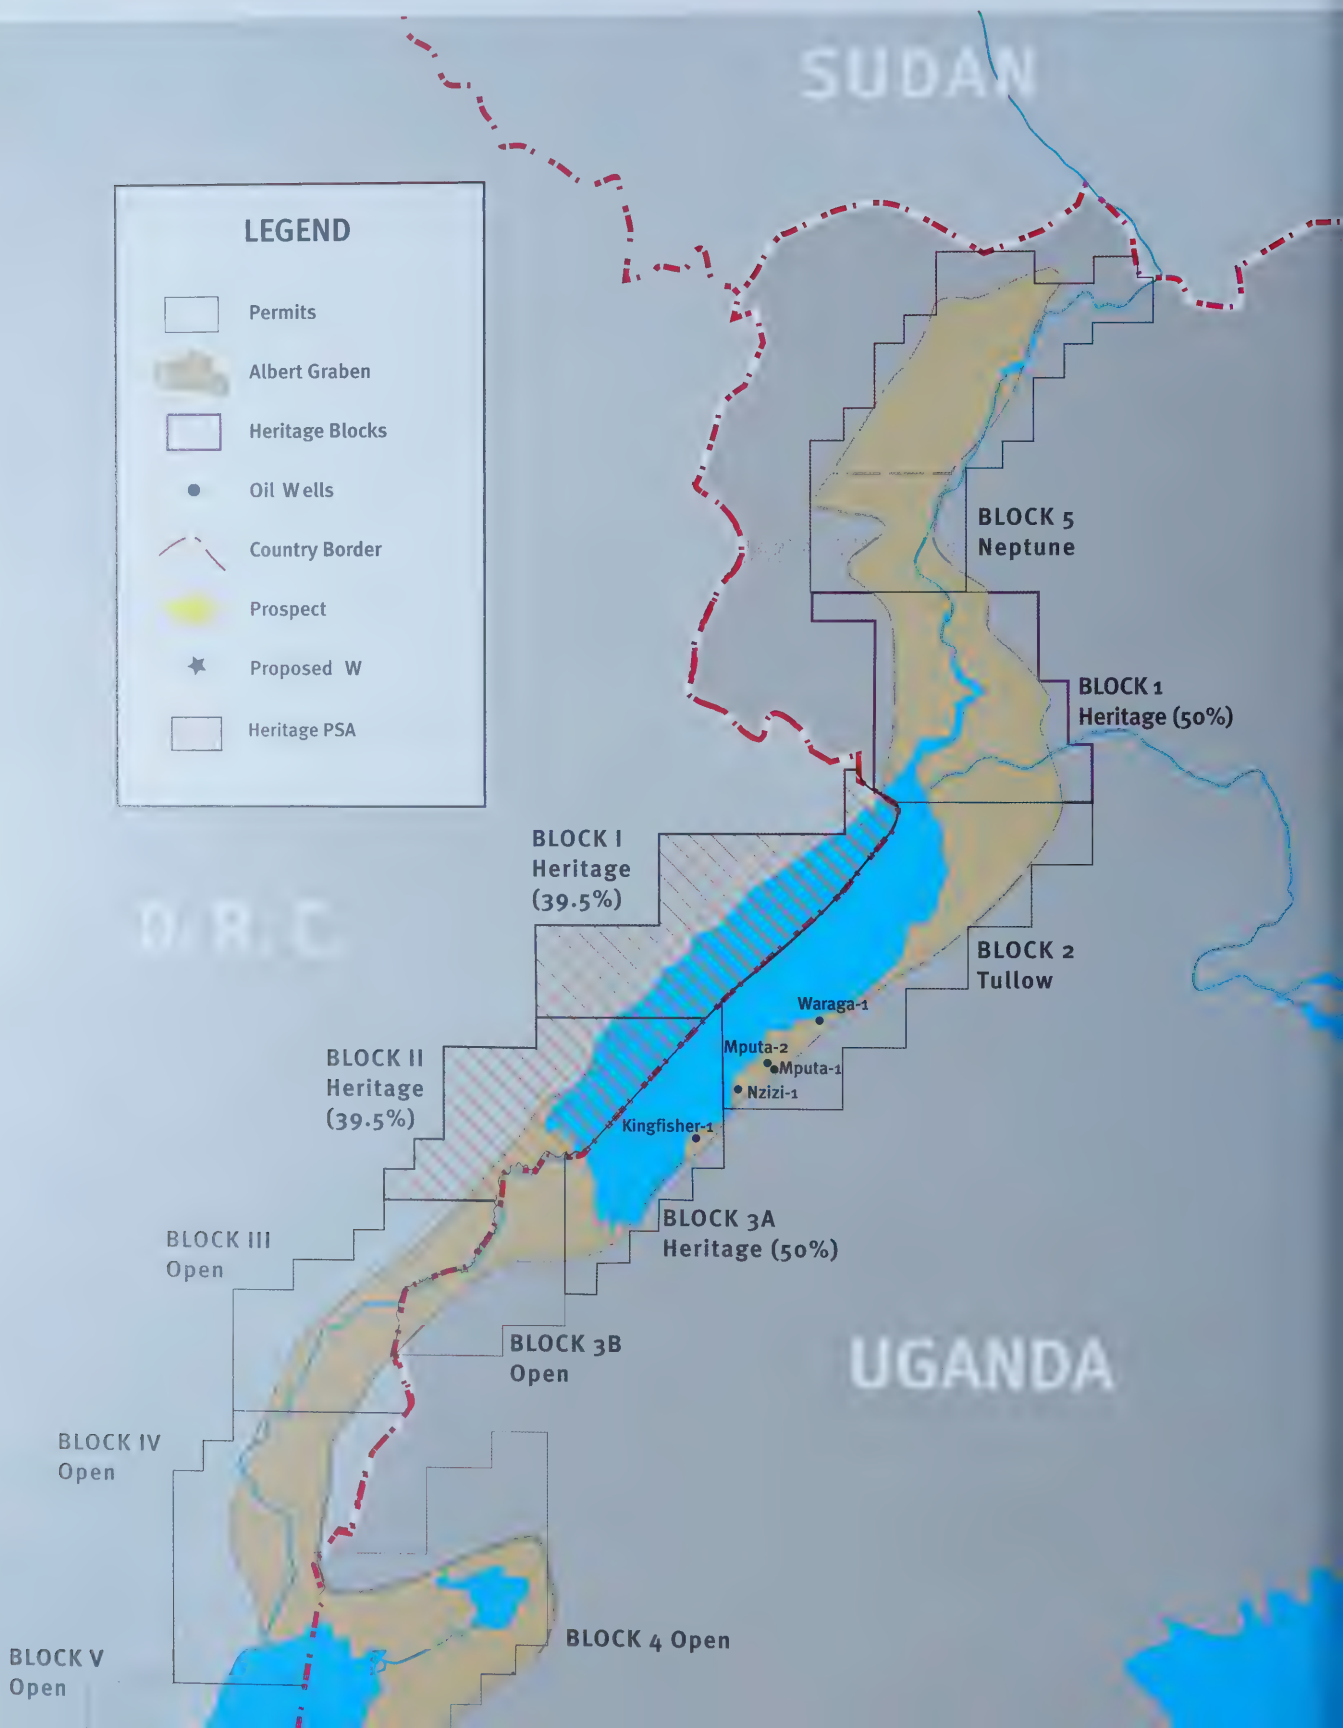 SUDAN
LEGEND
Permits
Albert Graben
Heritage Blocks
Oil Wells
Country Border
Prospect
Proposed W
Heritage PSA
BLOCK 5
Neptune
BLOCK 1
Heritage (50%)
BLOCK I
Heritage
(39.5%)
D.R.C.
BLOCK 2
Tullow
Waraga-1
Mputa-2
Mputa-1
Nzizi-1
Kingfisher-1
BLOCK II
Heritage
(39.5%)
BLOCK 3A
Heritage (50%)
BLOCK III
Open
BLOCK 3B
Open
UGANDA
BLOCK IV
Open
BLOCK 4 Open
BLOCK V
Open